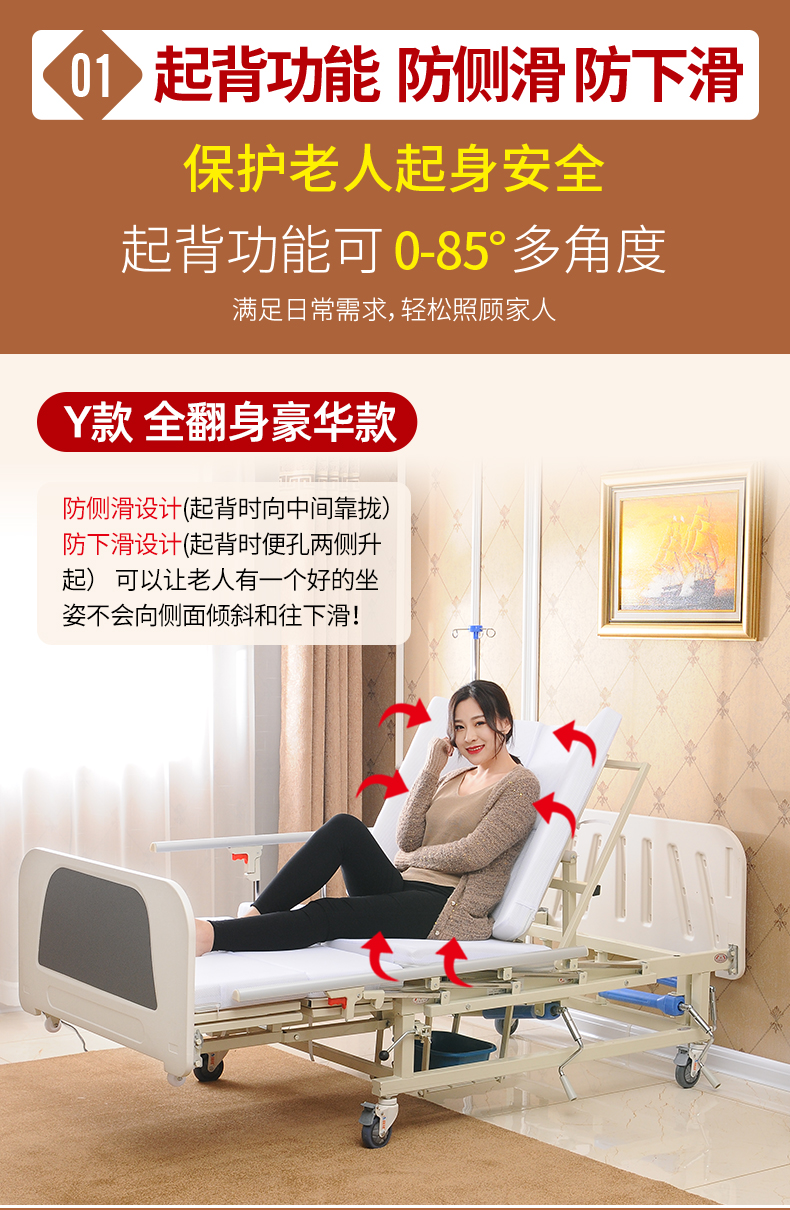 01 起背功能 防侧滑 防下滑
保护老人起身安全
起背功能可 0-85° 多角度
满足日常需求, 轻松照顾家人
Y款 全翻身豪华款
防侧滑设计(起背时向中间靠拢）
防下滑设计(起背时便孔两侧升
起） 可以让老人有一个好的坐
姿不会向侧面倾斜和往下滑！